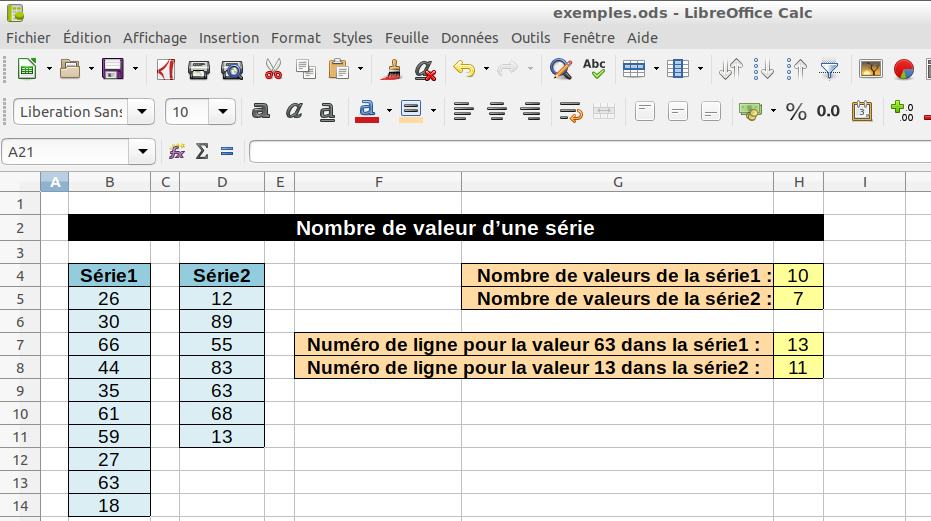 exemples.ods - LibreOffice Calc
Fichier Édition Affichage Insertion Format Styles Feuille Données Outils Fenêtre Aide
Abc
Liberation Sans 10 a a a a % 0.0 3. .00
A21 fx Σ =
A B C D E F G H I
1
2 Nombre de valeur d’une série
3
4 Série1 Série2 Nombre de valeurs de la série1 : 10
5 26 12 Nombre de valeurs de la série2 : 7
6 30 89
7 66 55 Numéro de ligne pour la valeur 63 dans la série1 : 13
8 44 83 Numéro de ligne pour la valeur 13 dans la série2 : 11
9 35 63
10 61 68
11 59 13
12 27
13 63
14 18